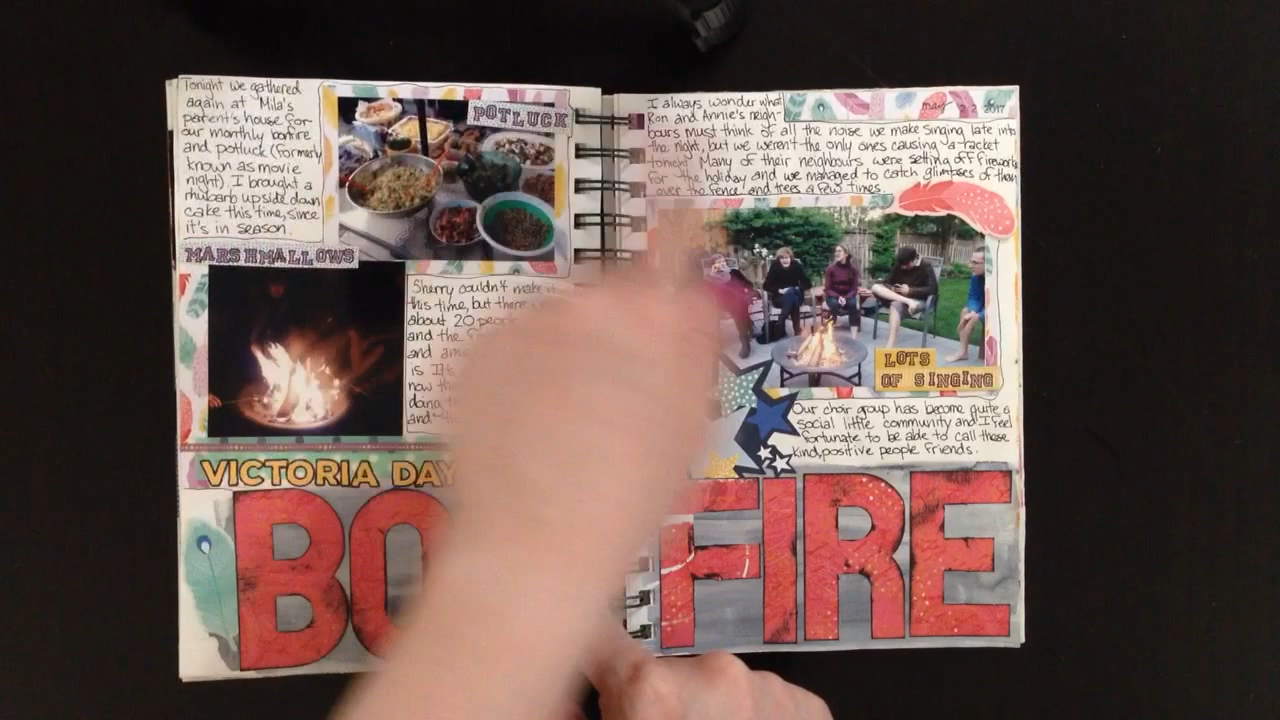 Tonight we gathered
again at Mila's
parent's house for
our monthly bonfire
and potluck (formerly
known as movie
night). I brought a
rhubarb upside down
cake this time, since
it's in season.
POTLUCK
MARSHMALLOWS
Sherry couldn't make
this time, but there
about 20
and the
and
is
now
and
VICTORIA DAY
BO
I always wonder what
Ron and Annie's neigh-
may 22 2017
bours must think of all the noise we make singing late into
the night, but we weren't the only ones causing a racket
tonight. Many of their neighbours were setting off fireworks
for the holiday and we managed to catch glimpses of them
over the fence and trees a few times.
LOTS
OF SINGING
Our choir group has become quite a
social little community and I feel
fortunate to be able to call these
kind, positive people friends.
FIRE